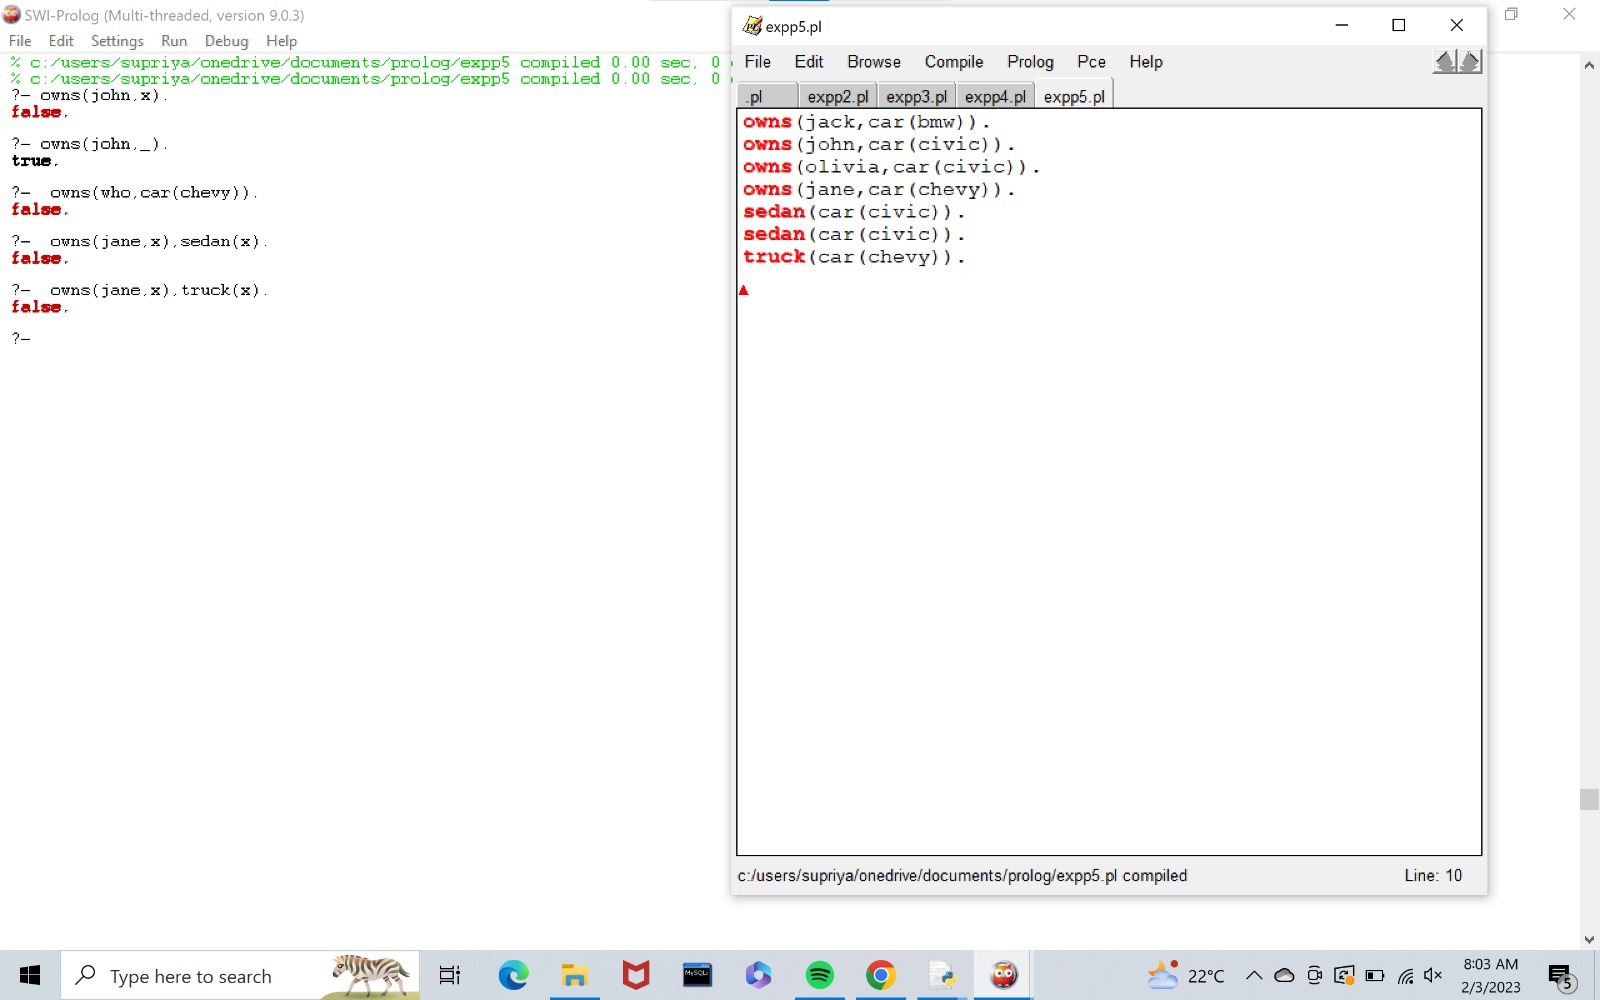 SWI-Prolog (Multi-threaded, version 9.0.3)
File Edit Settings Run Debug Help
% c:/users/supriya/onedrive/documents/prolog/expp5 compiled 0.00 sec, 0
% c:/users/supriya/onedrive/documents/prolog/expp5 compiled 0.00 sec, 0
?- owns(john,x).
false.
?- owns(john,_).
true.
?-  owns(who,car(chevy)).
false.
?-  owns(jane,x),sedan(x).
false.
?-  owns(jane,x),truck(x).
false.
?-
expp5.pl
File Edit Browse Compile Prolog Pce Help
.pl expp2.pl expp3.pl expp4.pl expp5.pl
owns(jack,car(bmw)).
owns(john,car(civic)).
owns(olivia,car(civic)).
owns(jane,car(chevy)).
sedan(car(civic)).
sedan(car(civic)).
truck(car(chevy)).
c:/users/supriya/onedrive/documents/prolog/expp5.pl compiled Line: 10
Type here to search
MySQL
22°C
8:03 AM
2/3/2023
5